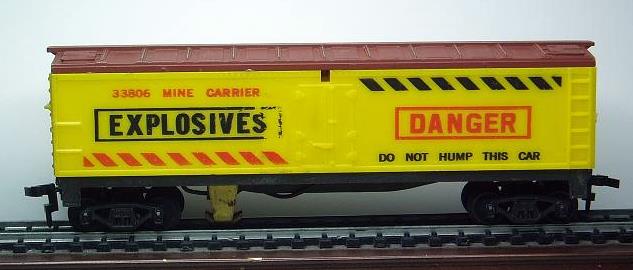 33806 MINE CARRIER
EXPLOSIVES
DANGER
DO NOT HUMP THIS CAR